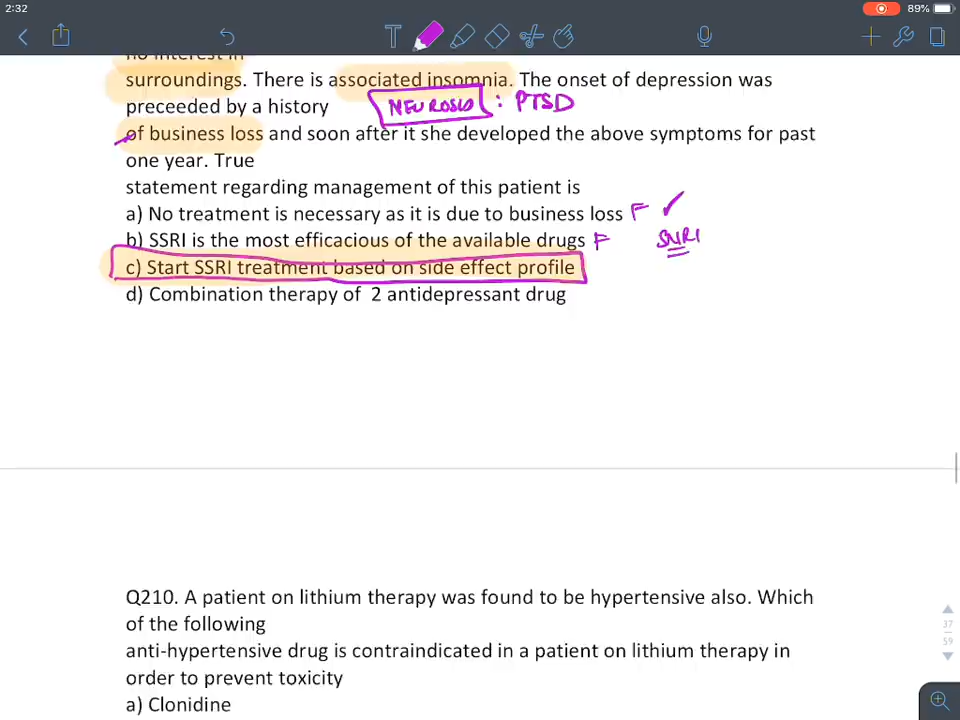 2:32
89%
T
no interest in
surroundings. There is associated insomnia. The onset of depression was
preceeded by a history
NEUROSIS : PTSD
of business loss and soon after it she developed the above symptoms for past
one year. True
statement regarding management of this patient is
a) No treatment is necessary as it is due to business loss F ✓
b) SSRI is the most efficacious of the available drugs F SNRI
c) Start SSRI treatment based on side effect profile
d) Combination therapy of 2 antidepressant drug
Q210. A patient on lithium therapy was found to be hypertensive also. Which
of the following
anti-hypertensive drug is contraindicated in a patient on lithium therapy in
order to prevent toxicity
a) Clonidine
37
59